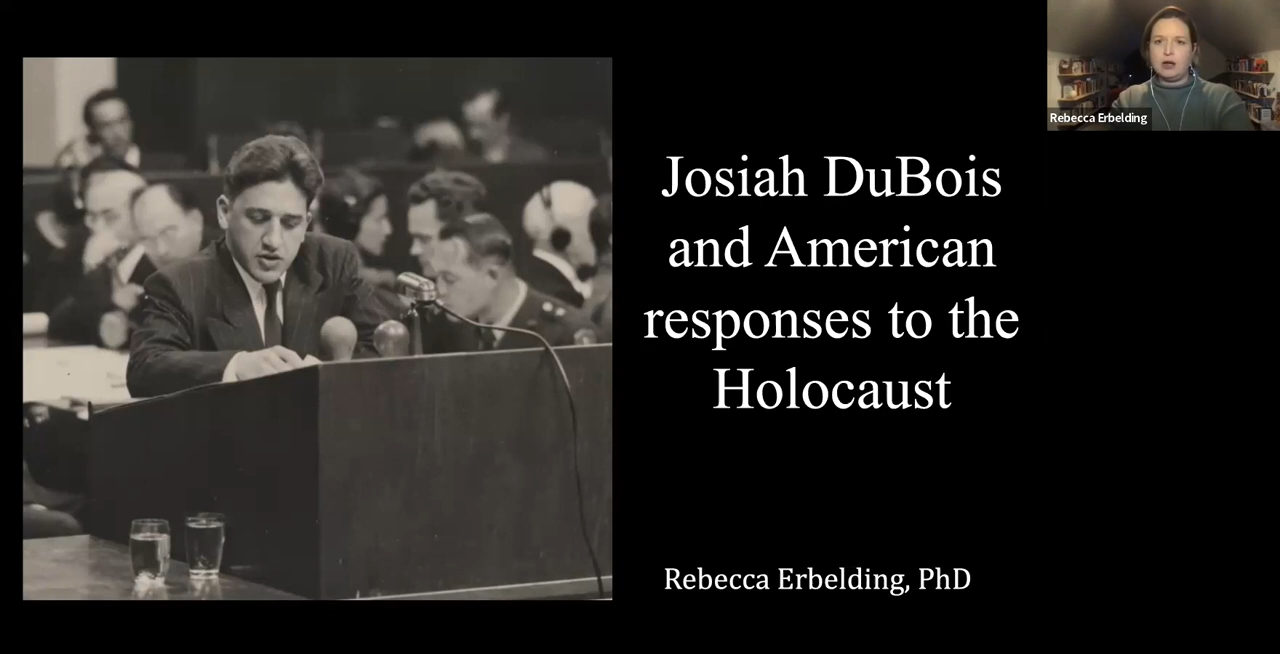 Rebecca Erbelding
Josiah DuBois
and American
responses to the
Holocaust
Rebecca Erbelding, PhD